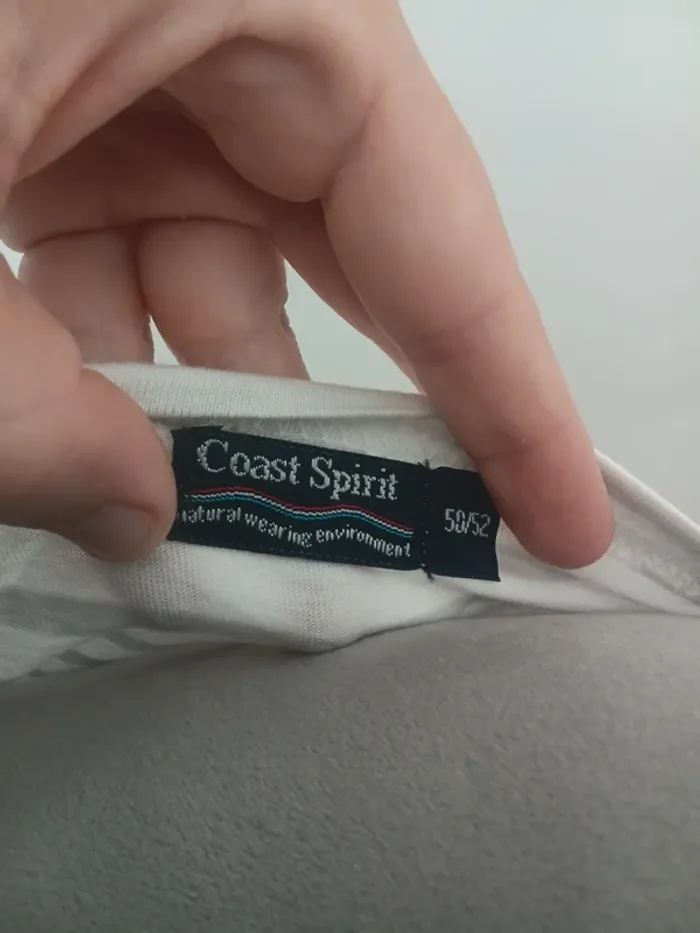 Coast Spirit
natural wearing environment
50/52